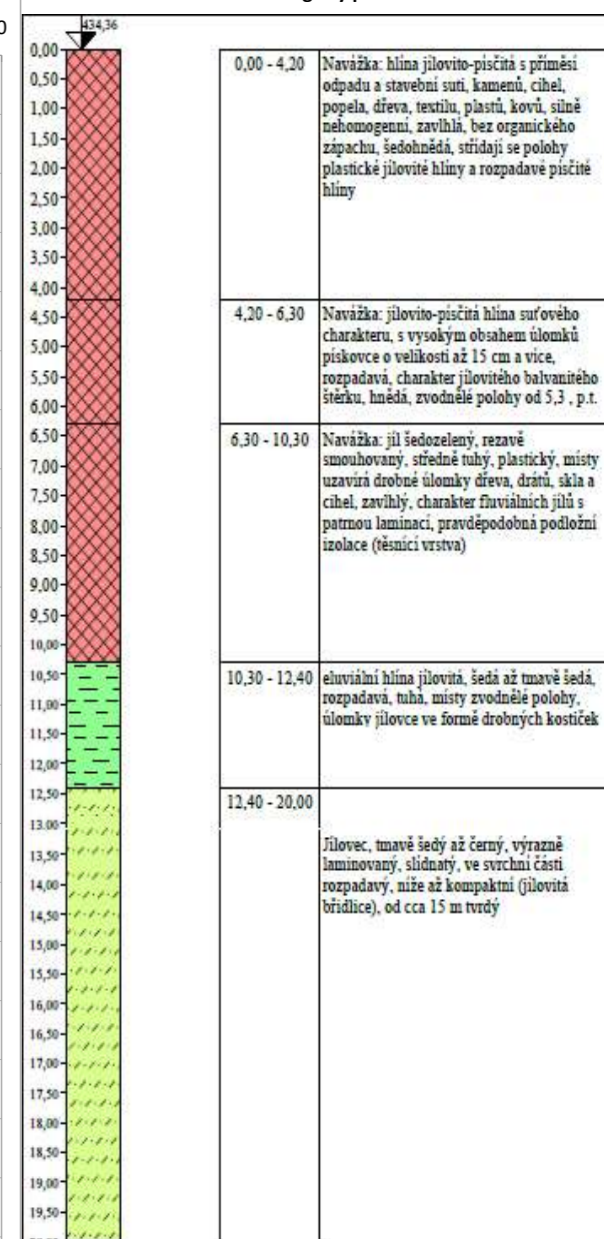 434,36
0
0,00
0,50
1,00
1,50
2,00
2,50
3,00
3,50
4,00
4,50
5,00
5,50
6,00
6,50
7,00
7,50
8,00
8,50
9,00
9,50
10,00
10,50
11,00
11,50
12,00
12,50
13,00
13,50
14,00
14,50
15,00
15,50
16,00
16,50
17,00
17,50
18,00
18,50
19,00
19,50
0,00 - 4,20
Navážka: hlína jílovito-písčitá s příměsí
odpadu a stavební suti, kamenů, cihel,
popela, dřeva, textilu, plastů, kovů, silně
nehomogenní, zavlhlá, bez organického
zápachu, šedohnědá, střídají se polohy
plastické jílovité hlíny a rozpadavé písčité
hlíny
4,20 - 6,30
Navážka: jílovito-písčitá hlína suťového
charakteru, s vysokým obsahem úlomků
pískovce o velikosti až 15 cm a více,
rozpadavá, charakter jílovitého balvanitého
štěrku, hnědá, zvodnělé polohy od 5,3 , p.t.
6,30 - 10,30
Navážka: jíl šedozelený, rezavě
smouhovaný, středně tuhý, plastický, místy
uzavírá drobné úlomky dřeva, drátů, skla a
cihel, zavlhlý, charakter fluviálních jílů s
patrnou laminací, pravděpodobná podložní
izolace (těsnící vrstva)
10,30 - 12,40
eluviální hlína jílovitá, šedá až tmavě šedá,
rozpadavá, tuhá, místy zvodnělé polohy,
úlomky jílovce ve formě drobných kostiček
12,40 - 20,00
Jílovec, tmavě šedý až černý, výrazně
laminovaný, slídnatý, ve svrchní části
rozpadavý, níže až kompaktní (jílovitá
břidlice), od cca 15 m tvrdý